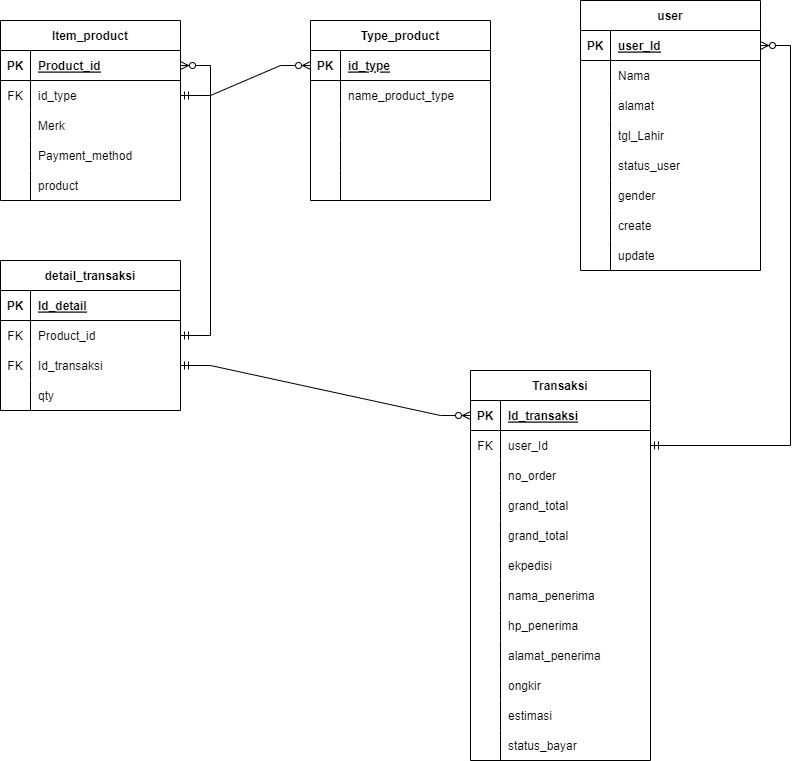 Item_product
PK Product_id
FK id_type
Merk
Payment_method
product
Type_product
PK id_type
name_product_type
user
PK user_Id
Nama
alamat
tgl_Lahir
status_user
gender
create
update
detail_transaksi
PK Id_detail
FK Product_id
FK Id_transaksi
qty
Transaksi
PK Id_transaksi
FK user_Id
no_order
grand_total
grand_total
ekpedisi
nama_penerima
hp_penerima
alamat_penerima
ongkir
estimasi
status_bayar